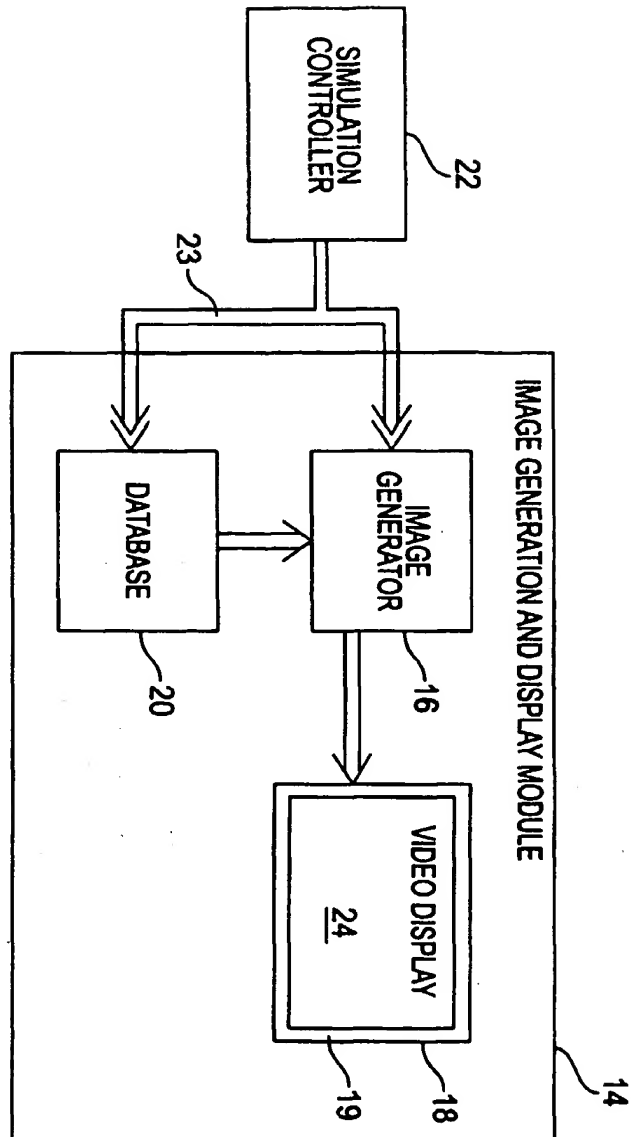 IMAGE GENERATION AND DISPLAY MODULE
14
SIMULATION
CONTROLLER
22
23
IMAGE
GENERATOR
16
DATABASE
20
VIDEO DISPLAY
24
18
19